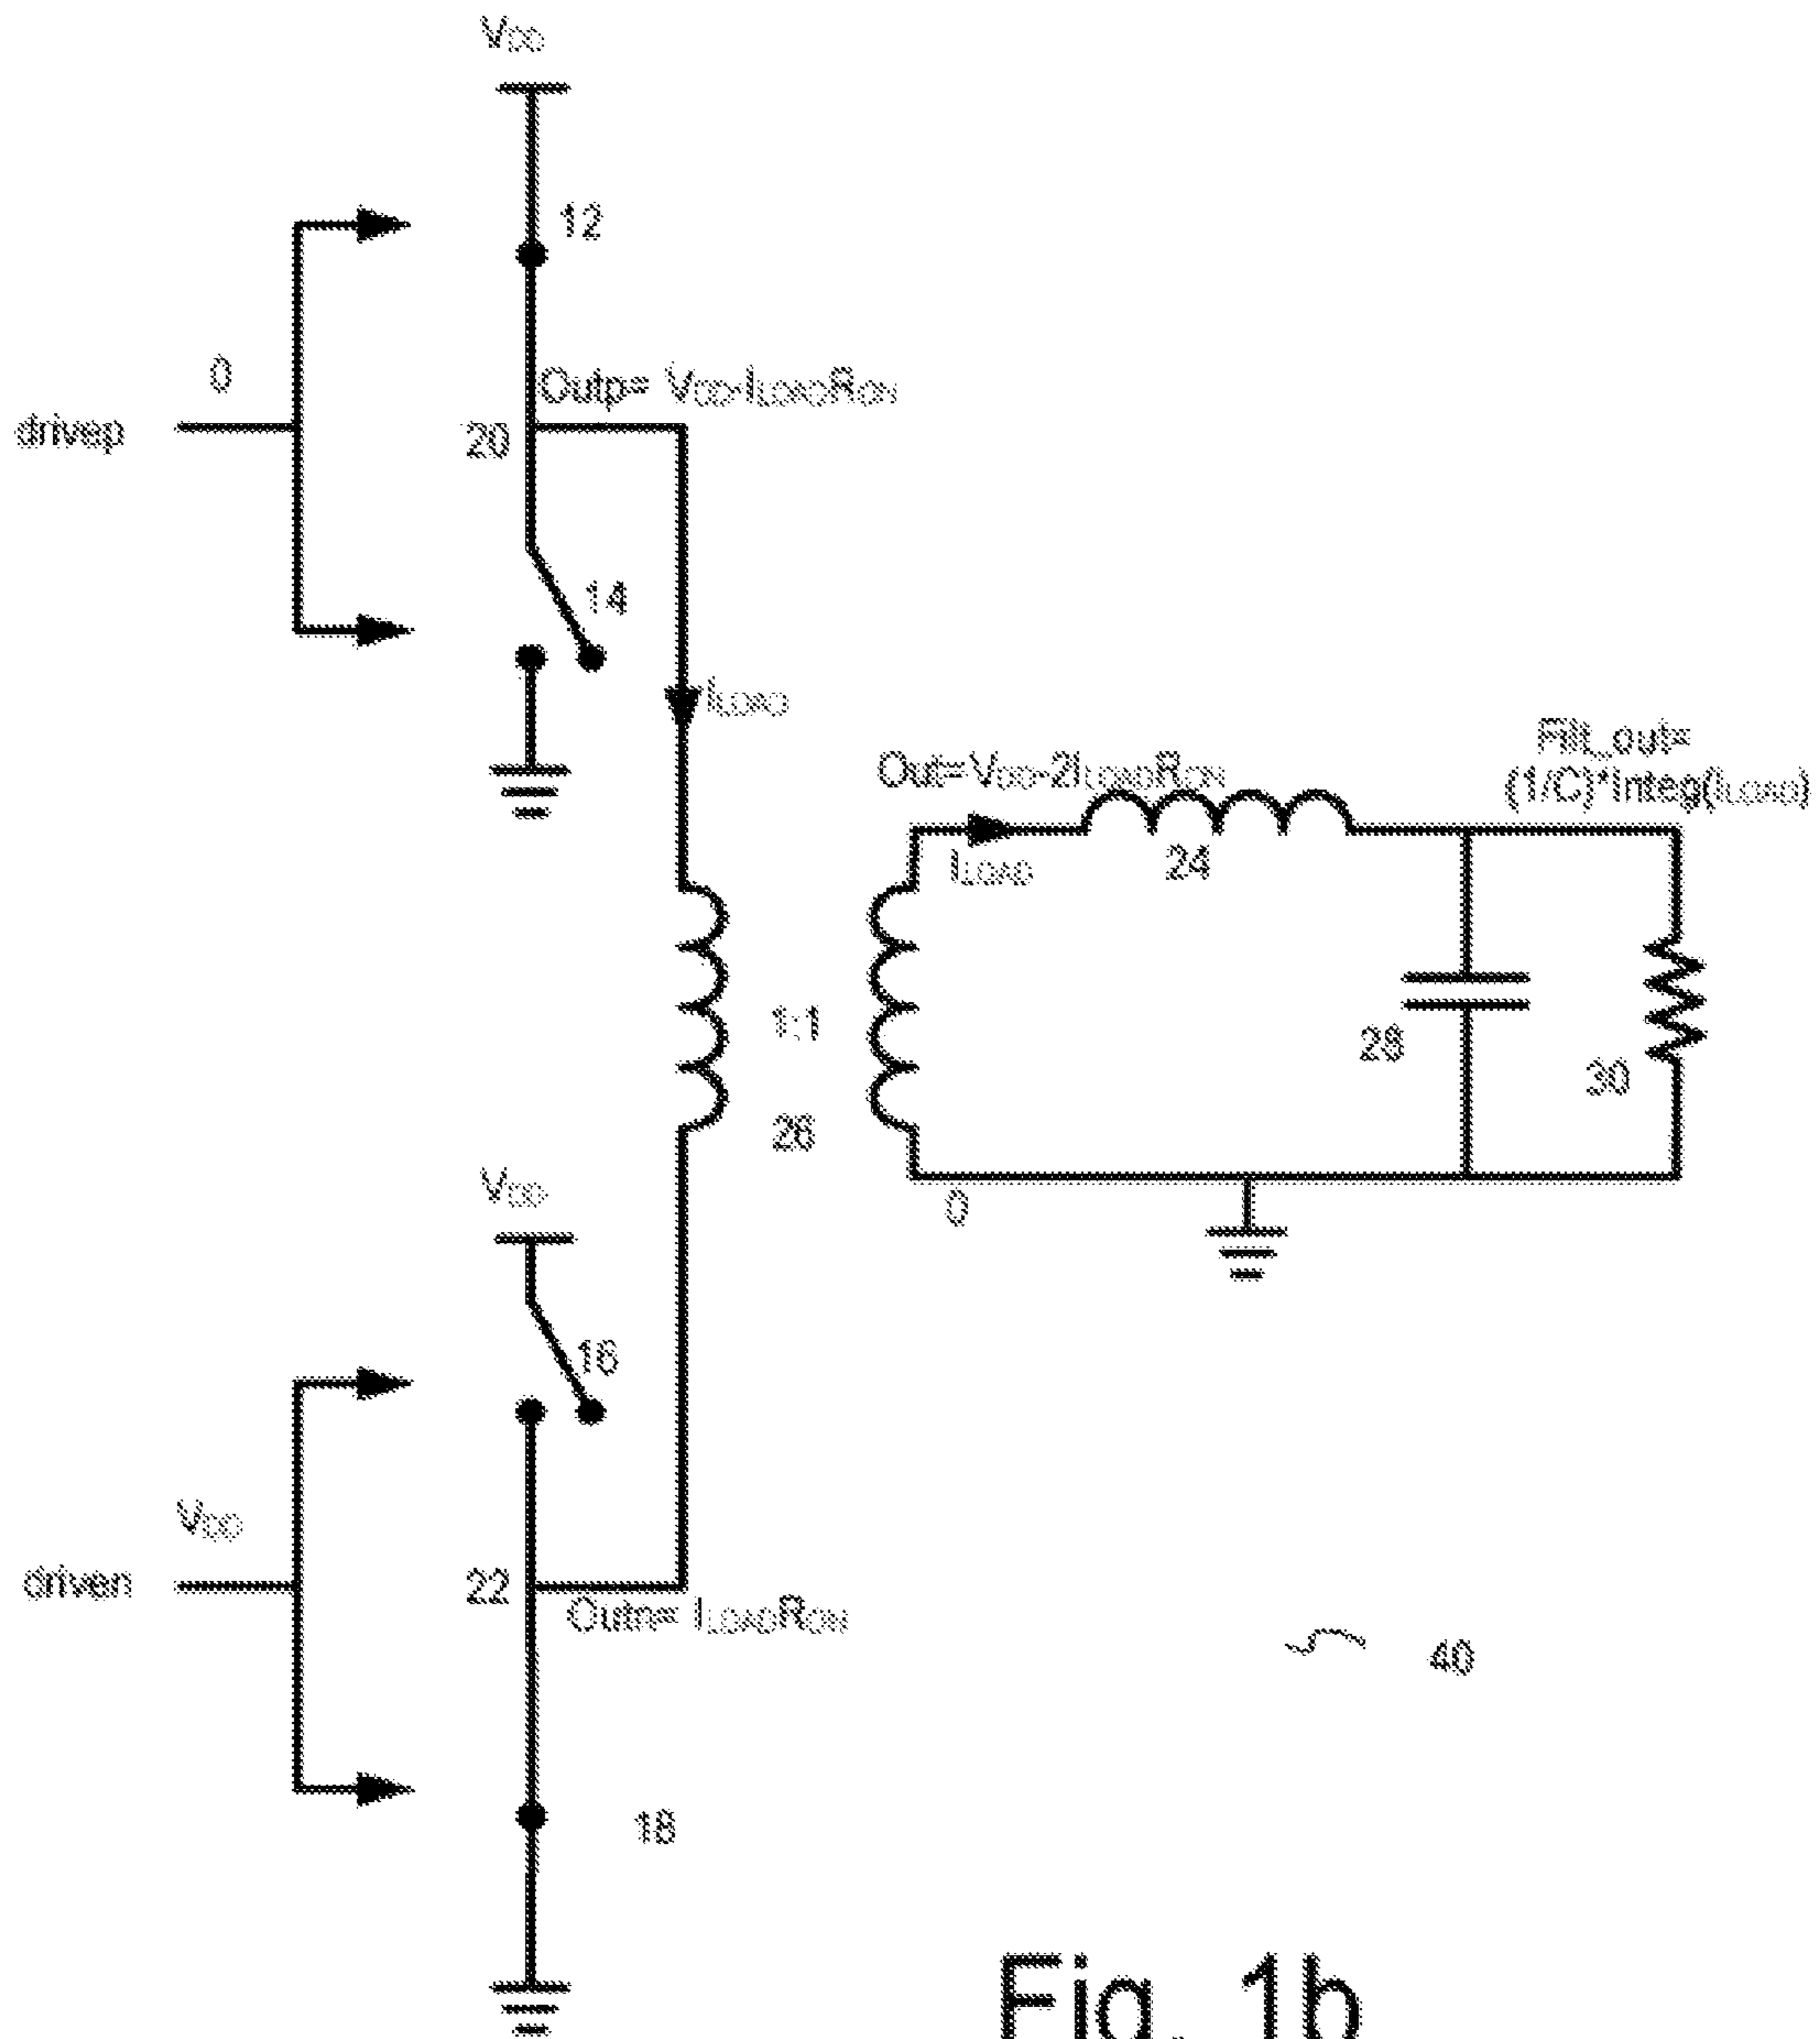 VDD
12
0
Outp= VDD-ILOADRON
drivep
20
14
ILOAD
Out=VDD-2ILOADRON
Filt_out=
(1/C)*Integ(ILOAD)
ILOAD
24
1:1
28
30
26
VDD
0
16
VDD
driven
22
Outn= ILOADRON
40
18
Fig. 1b